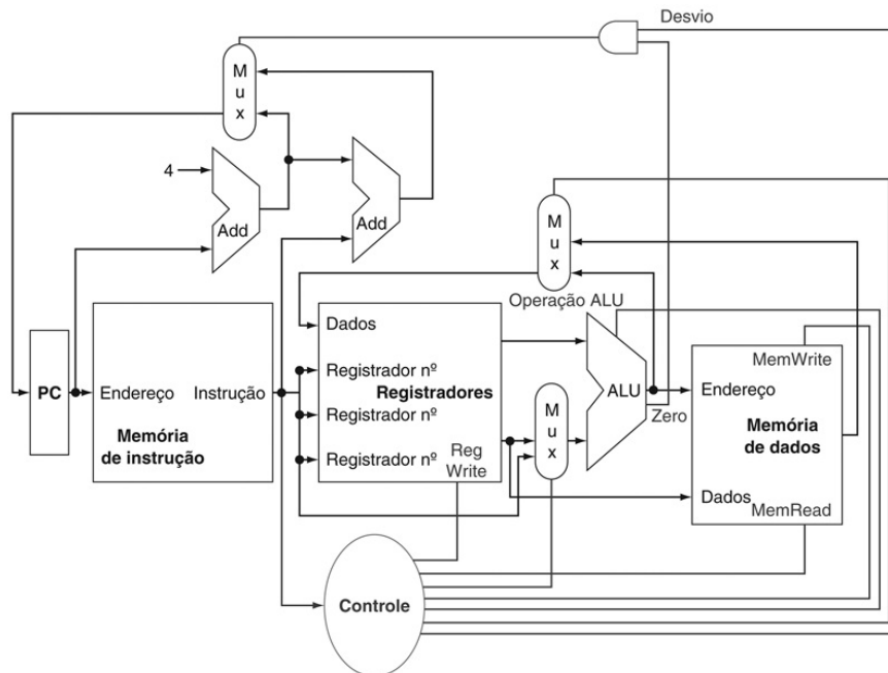 Desvio
M
u
x
4
Add
Add
M
u
x
Operação ALU
Dados
Registrador nº
Registradores
Registrador nº
Registrador nº
Reg
Write
PC
Endereço
Instrução
Memória
de instrução
M
u
x
ALU
Zero
MemWrite
Endereço
Memória
de dados
Dados
MemRead
Controle